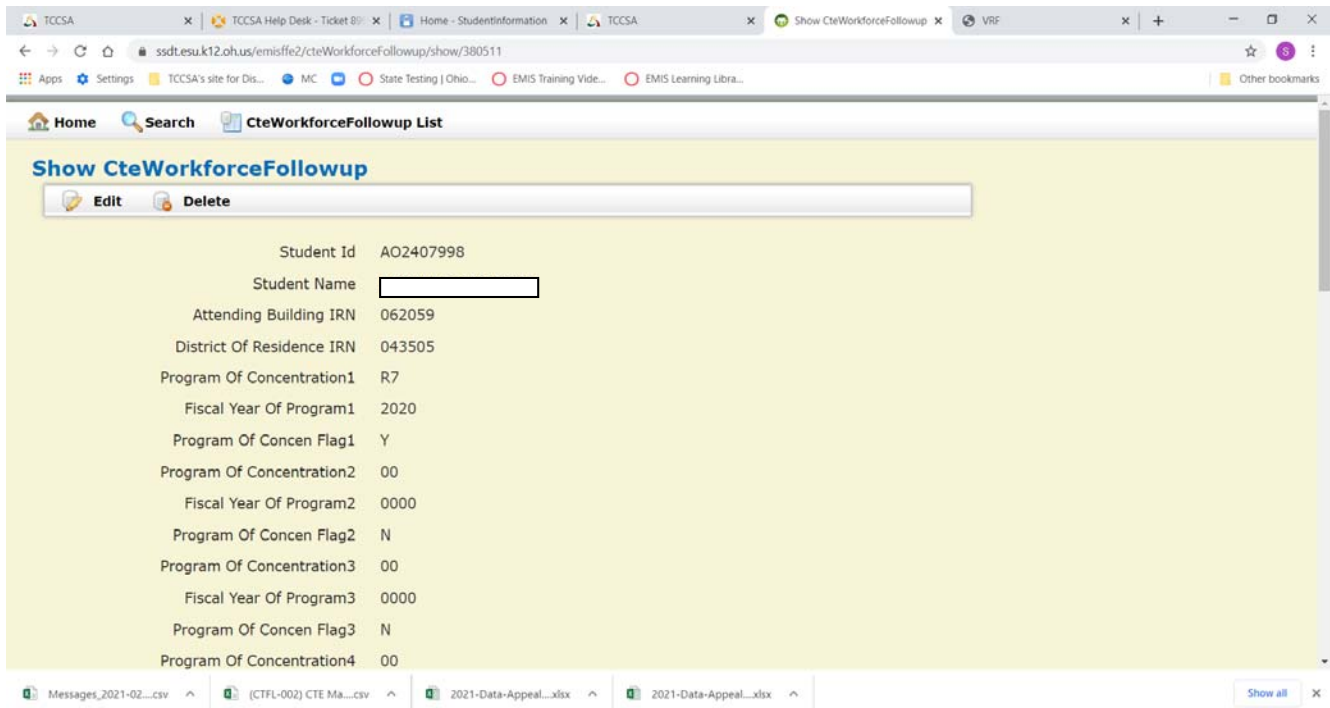 TCCSA TCCSA Help Desk - Ticket 89 Home - StudentInformation TCCSA Show CteWorkforceFollowup VRF
ssdt.esu.k12.oh.us/emisffe2/cteWorkforceFollowup/show/380511 S
Apps Settings TCCSA's site for Dis... MC State Testing | Ohio... EMIS Training Vide... EMIS Learning Libra... Other bookmarks
Home Search CteWorkforceFollowup List
Show CteWorkforceFollowup
Edit Delete
Student Id AO2407998
Student Name
Attending Building IRN 062059
District Of Residence IRN 043505
Program Of Concentration1 R7
Fiscal Year Of Program1 2020
Program Of Concen Flag1 Y
Program Of Concentration2 00
Fiscal Year Of Program2 0000
Program Of Concen Flag2 N
Program Of Concentration3 00
Fiscal Year Of Program3 0000
Program Of Concen Flag3 N
Program Of Concentration4 00
Messages_2021-02....csv (CTFL-002) CTE Ma....csv 2021-Data-Appeal....xlsx 2021-Data-Appeal....xlsx Show all